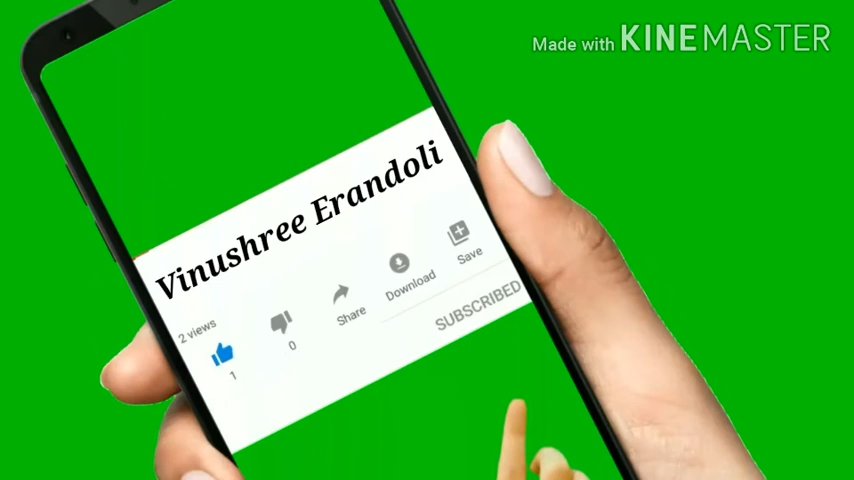 Made with KINEMASTER
Vinushree Erandoli
2 views
1
0
Share
Download
Save
SUBSCRIBED